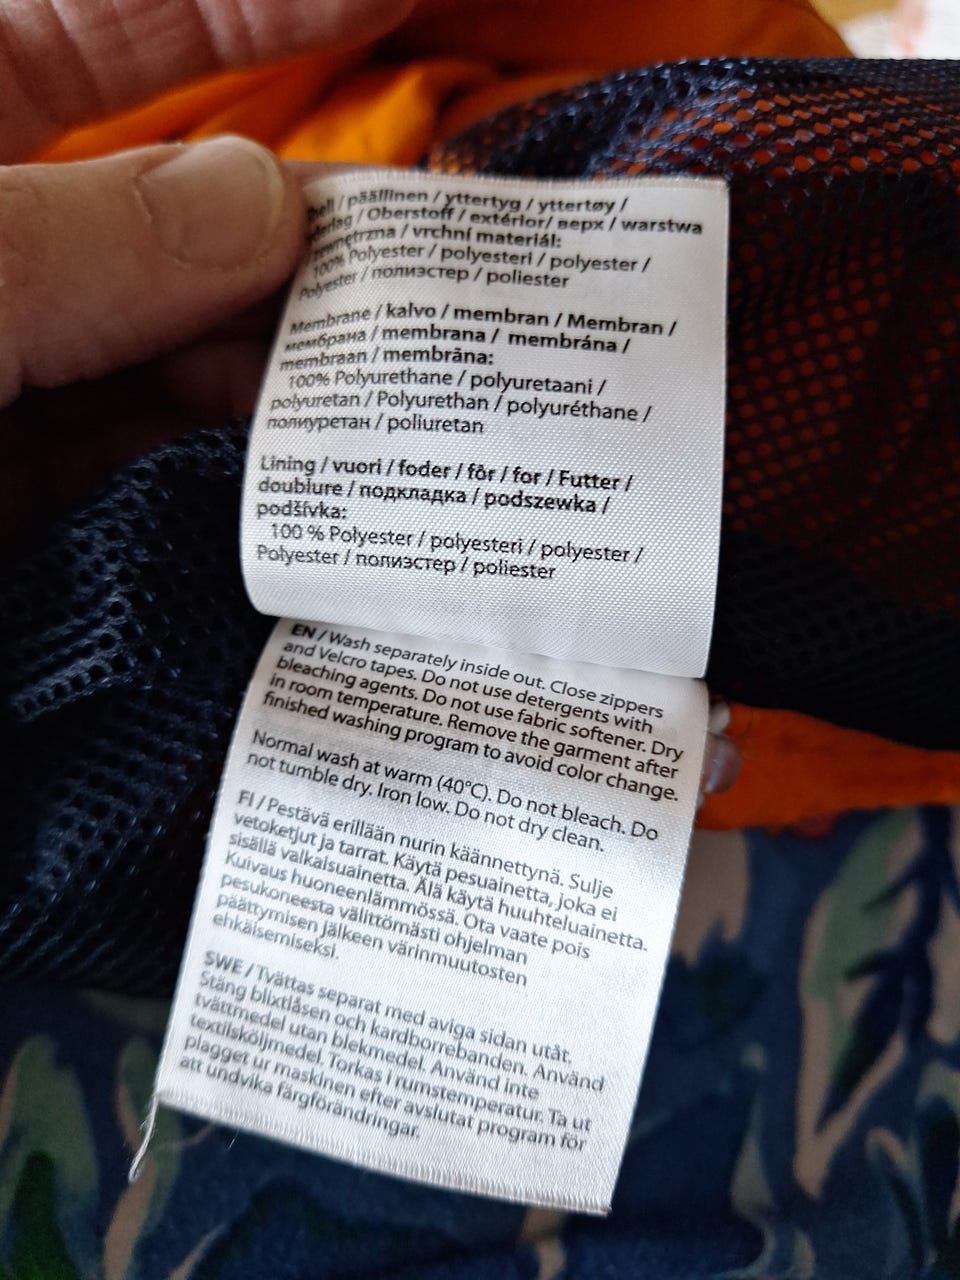 / päällinen / yttertyg / yttertøy /
/ Oberstoff / extérior/ верх / warstwa
/ vrchní materiál:
100% Polyester / polyesteri / polyester /
Polyester / полиэстер / poliester
Membrane / kalvo / membran / Membran /
мембрана / membrana / membrána /
membraan / membrāna:
100% Polyurethane / polyuretaani /
polyuretan / Polyurethan / polyuréthane /
полиуретан / poliuretan
Lining / vuori / foder / fôr / for / Futter /
doublure / подкладка / podszewka /
podšívka:
100 % Polyester / polyesteri / polyester /
Polyester / полиэстер / poliester
EN / Wash separately inside out. Close zippers
and Velcro tapes. Do not use detergents with
bleaching agents. Do not use fabric softener. Dry
in room temperature. Remove the garment after
finished washing program to avoid color change.
Normal wash at warm (40°C). Do not bleach. Do
not tumble dry. Iron low. Do not dry clean.
FI / Pestävä erillään nurin käännettynä. Sulje
vetoketjut ja tarrat. Käytä pesuainetta, joka ei
sisällä valkaisuainetta. Älä käytä huuhteluainetta.
Kuivaus huoneenlämmössä. Ota vaate pois
pesukoneesta välittömästi ohjelman
päättymisen jälkeen värinmuutosten
ehkäisemiseksi.
SWE / Tvättas separat med aviga sidan utåt.
Stäng blixtlåsen och kardborrebanden. Använd
tvättmedel utan blekmedel. Använd inte
textilsköljmedel. Torkas i rumstemperatur. Ta ut
plagget ur maskinen efter avslutat program för
att undvika färgförändringar.